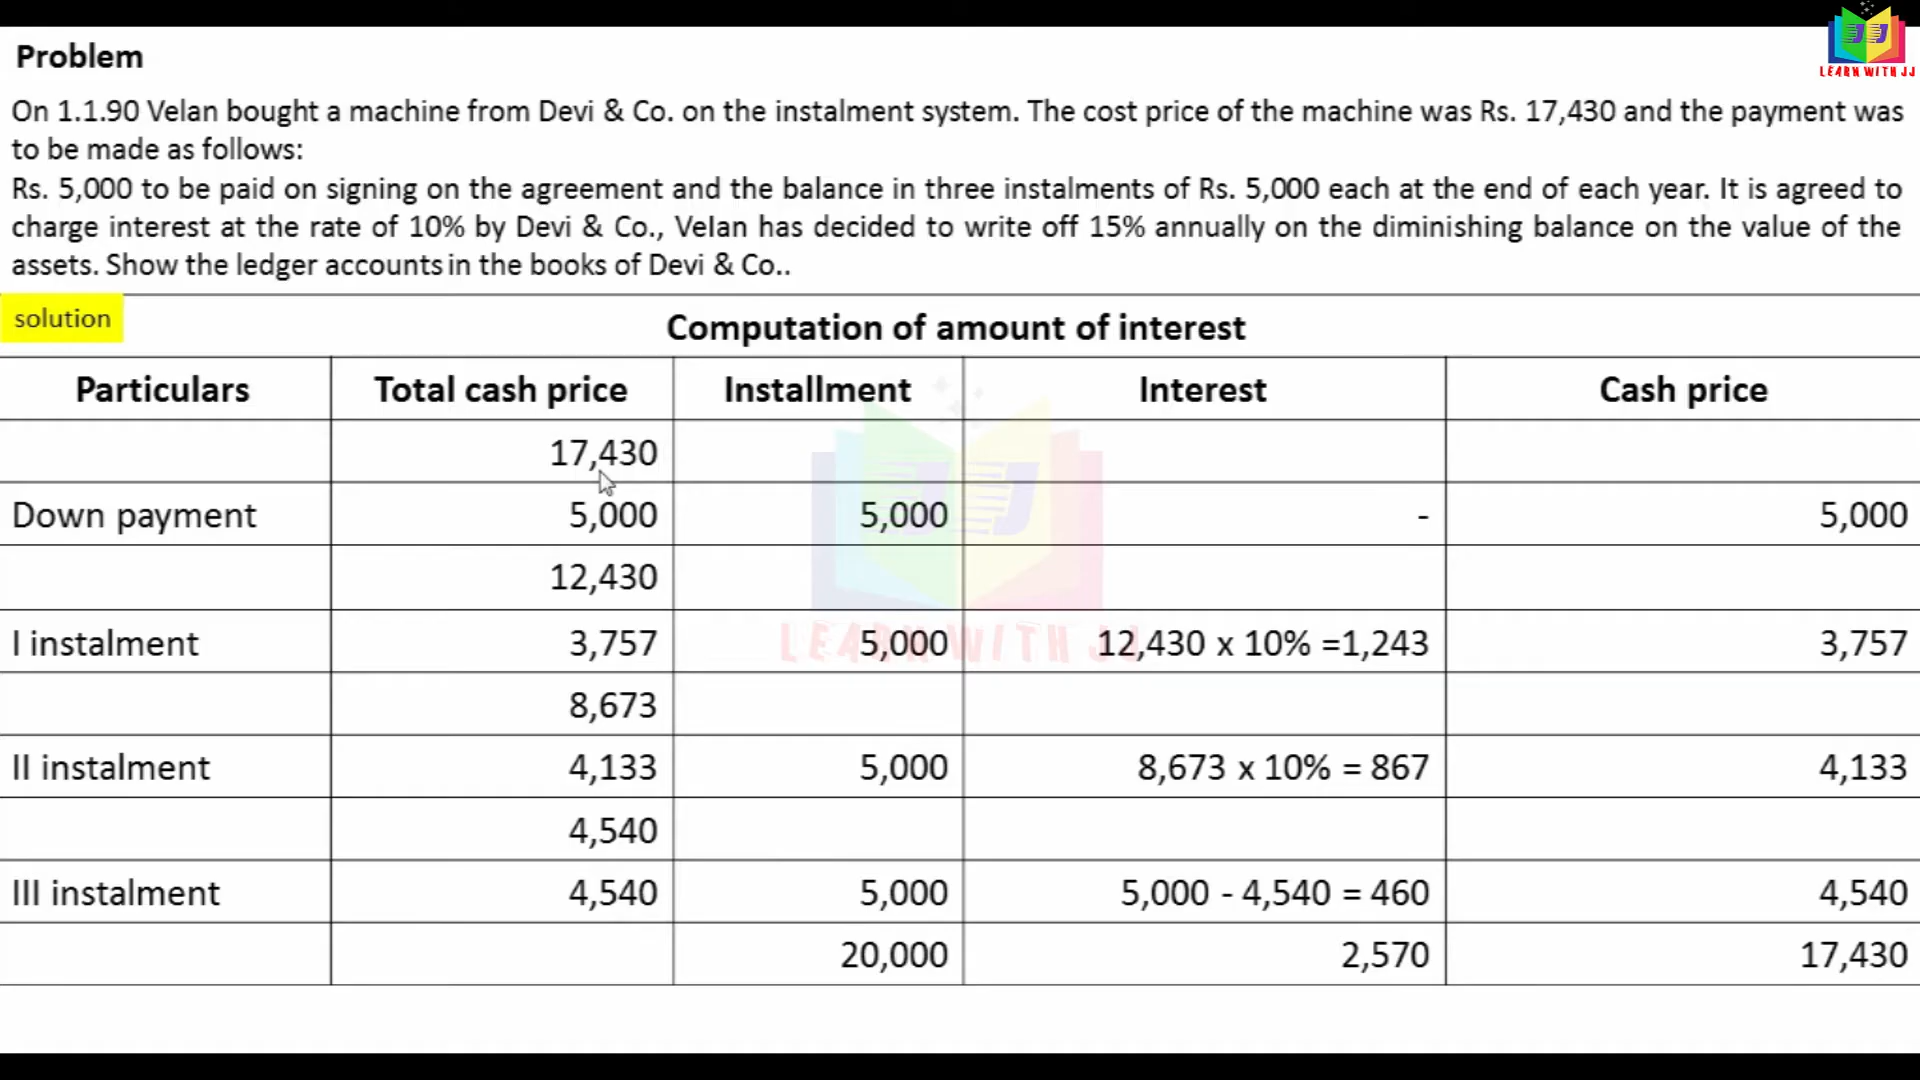 LEARN WITH JJ
Problem
On 1.1.90 Velan bought a machine from Devi & Co. on the instalment system. The cost price of the machine was Rs. 17,430 and the payment was
to be made as follows:
Rs. 5,000 to be paid on signing on the agreement and the balance in three instalments of Rs. 5,000 each at the end of each year. It is agreed to
charge interest at the rate of 10% by Devi & Co., Velan has decided to write off 15% annually on the diminishing balance on the value of the
assets. Show the ledger accounts in the books of Devi & Co..
solution
Computation of amount of interest
Particulars Total cash price Installment Interest Cash price
17,430
Down payment 5,000 5,000 - 5,000
12,430
I instalment 3,757 5,000 12,430 x 10% =1,243 3,757
LEARN WITH JJ
8,673
II instalment 4,133 5,000 8,673 x 10% = 867 4,133
4,540
III instalment 4,540 5,000 5,000 - 4,540 = 460 4,540
20,000 2,570 17,430